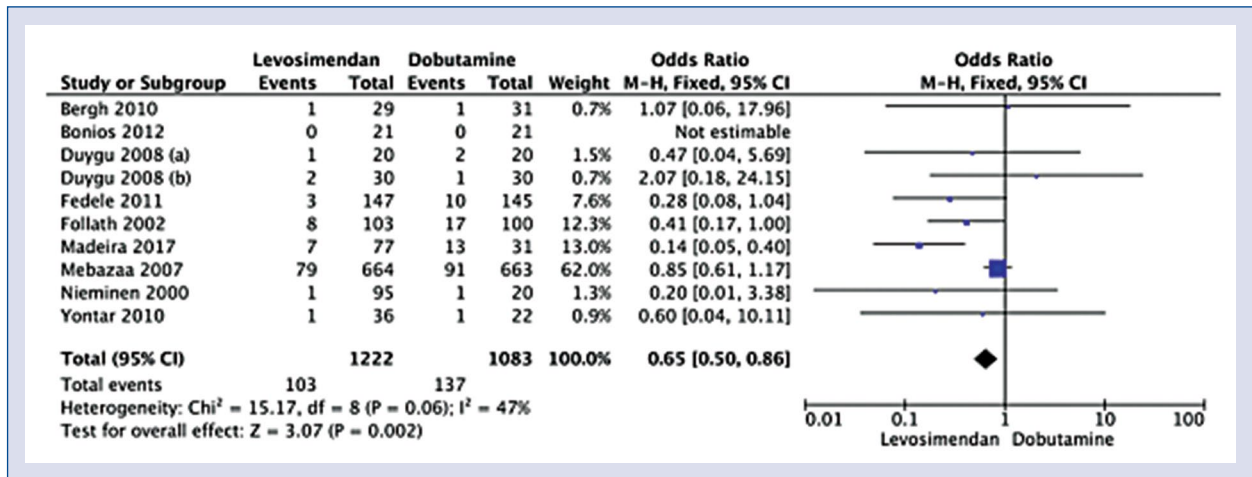 Levosimendan Dobutamine Odds Ratio Odds Ratio
Study or Subgroup Events Total Events Total Weight M-H, Fixed, 95% CI M-H, Fixed, 95% CI
Bergh 2010 1 29 1 31 0.7% 1.07 [0.06, 17.96]
Bonios 2012 0 21 0 21 Not estimable
Duygu 2008 (a) 1 20 2 20 1.5% 0.47 [0.04, 5.69]
Duygu 2008 (b) 2 30 1 30 0.7% 2.07 [0.18, 24.15]
Fedele 2011 3 147 10 145 7.6% 0.28 [0.08, 1.04]
Follath 2002 8 103 17 100 12.3% 0.41 [0.17, 1.00]
Madeira 2017 7 77 13 31 13.0% 0.14 [0.05, 0.40]
Mebazaa 2007 79 664 91 663 62.0% 0.85 [0.61, 1.17]
Nieminen 2000 1 95 1 20 1.3% 0.20 [0.01, 3.38]
Yontar 2010 1 36 1 22 0.9% 0.60 [0.04, 10.11]
Total (95% CI) 1222 1083 100.0% 0.65 [0.50, 0.86]
Total events 103 137
Heterogeneity: Chi² = 15.17, df = 8 (P = 0.06); I² = 47%
Test for overall effect: Z = 3.07 (P = 0.002)
0.01 0.1 1 10 100
Levosimendan Dobutamine